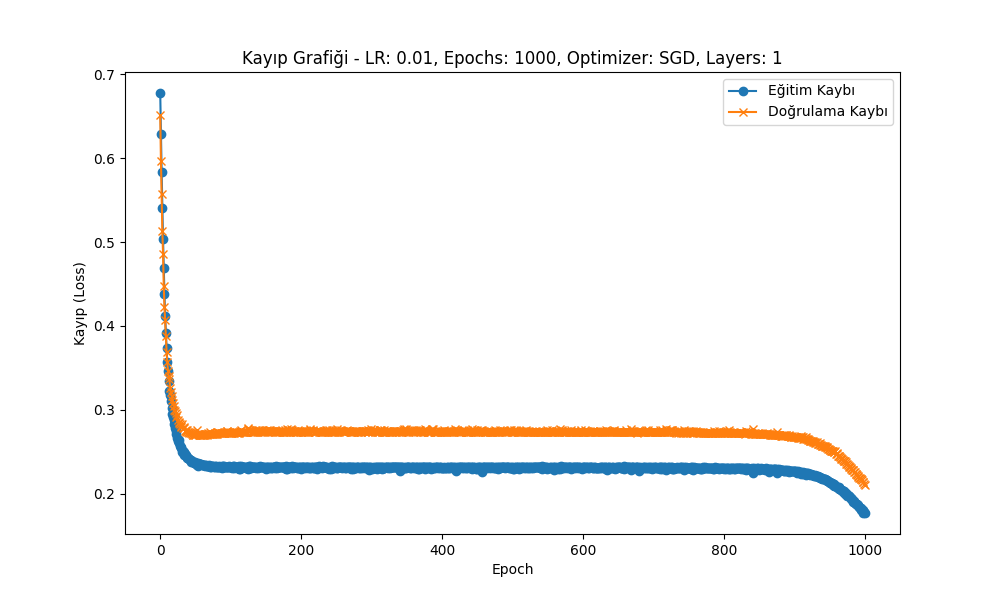 Kayıp Grafiği - LR: 0.01, Epochs: 1000, Optimizer: SGD, Layers: 1
Eğitim Kaybı
Doğrulama Kaybı
Kayıp (Loss)
0.7
0.6
0.5
0.4
0.3
0.2
0
200
400
600
800
1000
Epoch